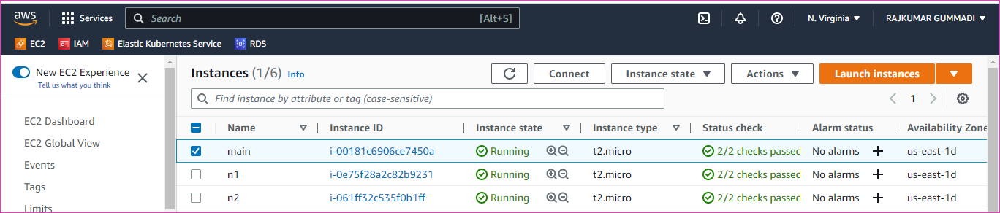 aws Services Search [Alt+S] N. Virginia RAJKUMAR GUMMADI
EC2 IAM Elastic Kubernetes Service RDS
New EC2 Experience
Tell us what you think
EC2 Dashboard
EC2 Global View
Events
Tags
Limits
Instances (1/6) Info Connect Instance state Actions Launch instances
Find instance by attribute or tag (case-sensitive) 1
Name Instance ID Instance state Instance type Status check Alarm status Availability Zone
main i-00181c6906ce7450a Running t2.micro 2/2 checks passed No alarms + us-east-1d
n1 i-0e75f28a2c82b9231 Running t2.micro 2/2 checks passed No alarms + us-east-1d
n2 i-061ff32c535f0b1ff Running t2.micro 2/2 checks passed No alarms + us-east-1d